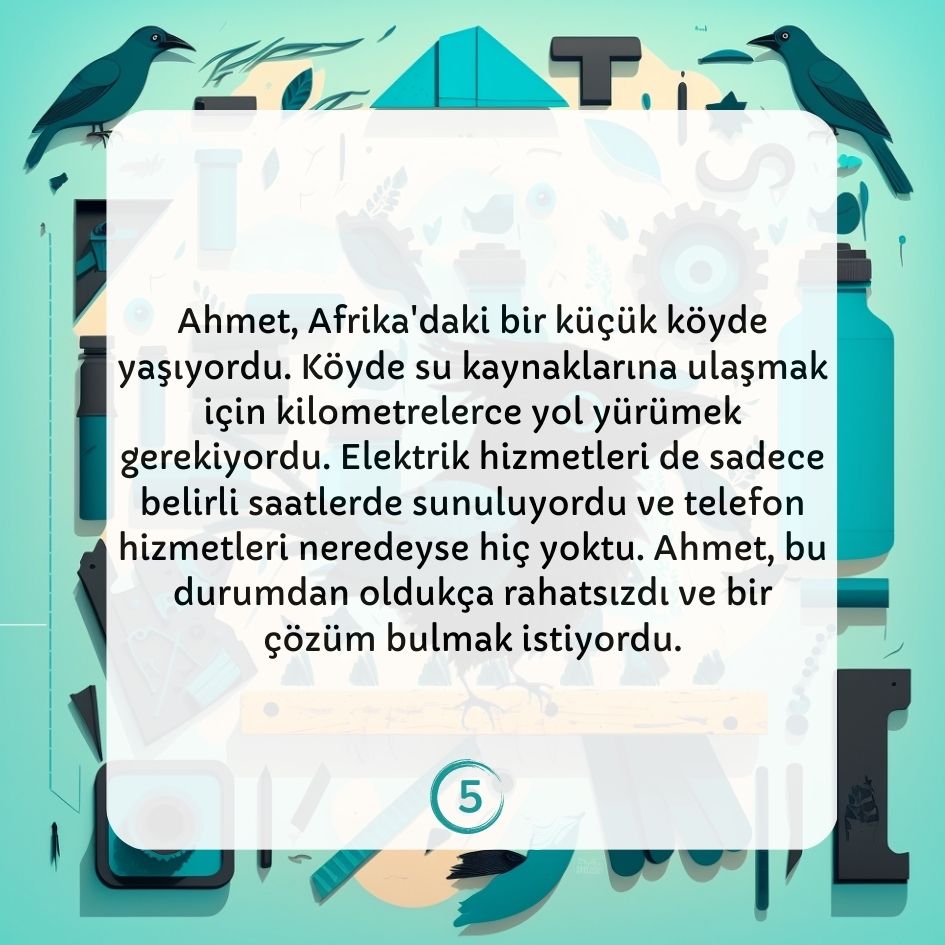 Ahmet, Afrika'daki bir küçük köyde
yaşıyordu. Köyde su kaynaklarına ulaşmak
için kilometrelerce yol yürümek
gerekiyordu. Elektrik hizmetleri de sadece
belirli saatlerde sunuluyordu ve telefon
hizmetleri neredeyse hiç yoktu. Ahmet, bu
durumdan oldukça rahatsızdı ve bir
çözüm bulmak istiyordu.
5